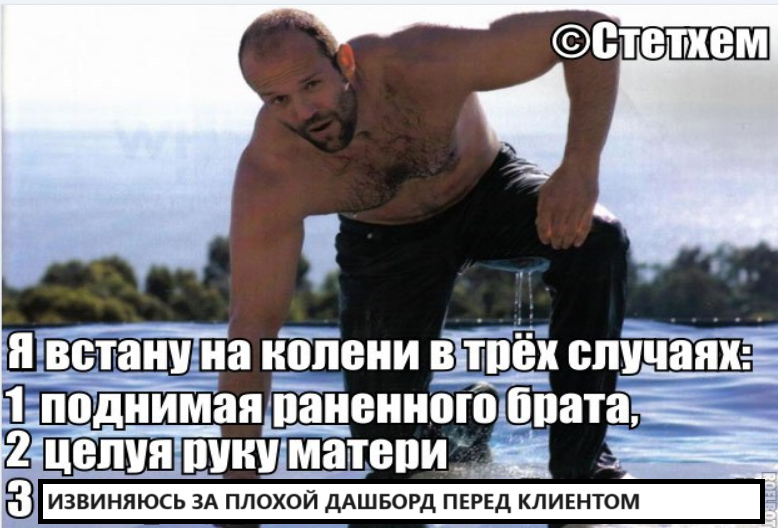 ©Стетхем
Я встану на колени в трёх случаях:
1 поднимая раненного брата,
2 целуя руку матери
3 ИЗВИНЯЮСЬ ЗА ПЛОХОЙ ДАШБОРД ПЕРЕД КЛИЕНТОМ